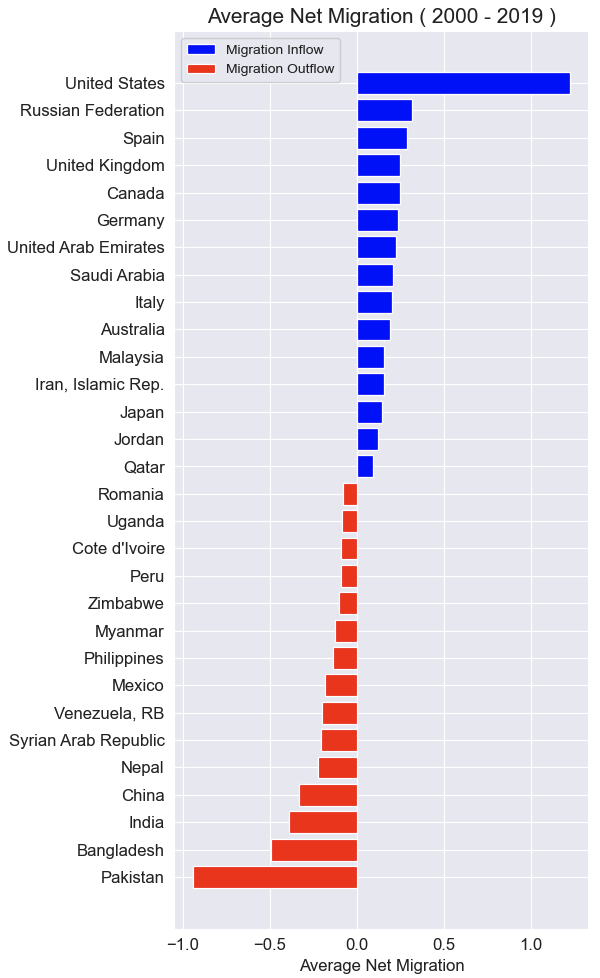 Average Net Migration ( 2000 - 2019 )
Migration Inflow
Migration Outflow
United States
Russian Federation
Spain
United Kingdom
Canada
Germany
United Arab Emirates
Saudi Arabia
Italy
Australia
Malaysia
Iran, Islamic Rep.
Japan
Jordan
Qatar
Romania
Uganda
Cote d'Ivoire
Peru
Zimbabwe
Myanmar
Philippines
Mexico
Venezuela, RB
Syrian Arab Republic
Nepal
China
India
Bangladesh
Pakistan
−1.0 −0.5 0.0 0.5 1.0
Average Net Migration